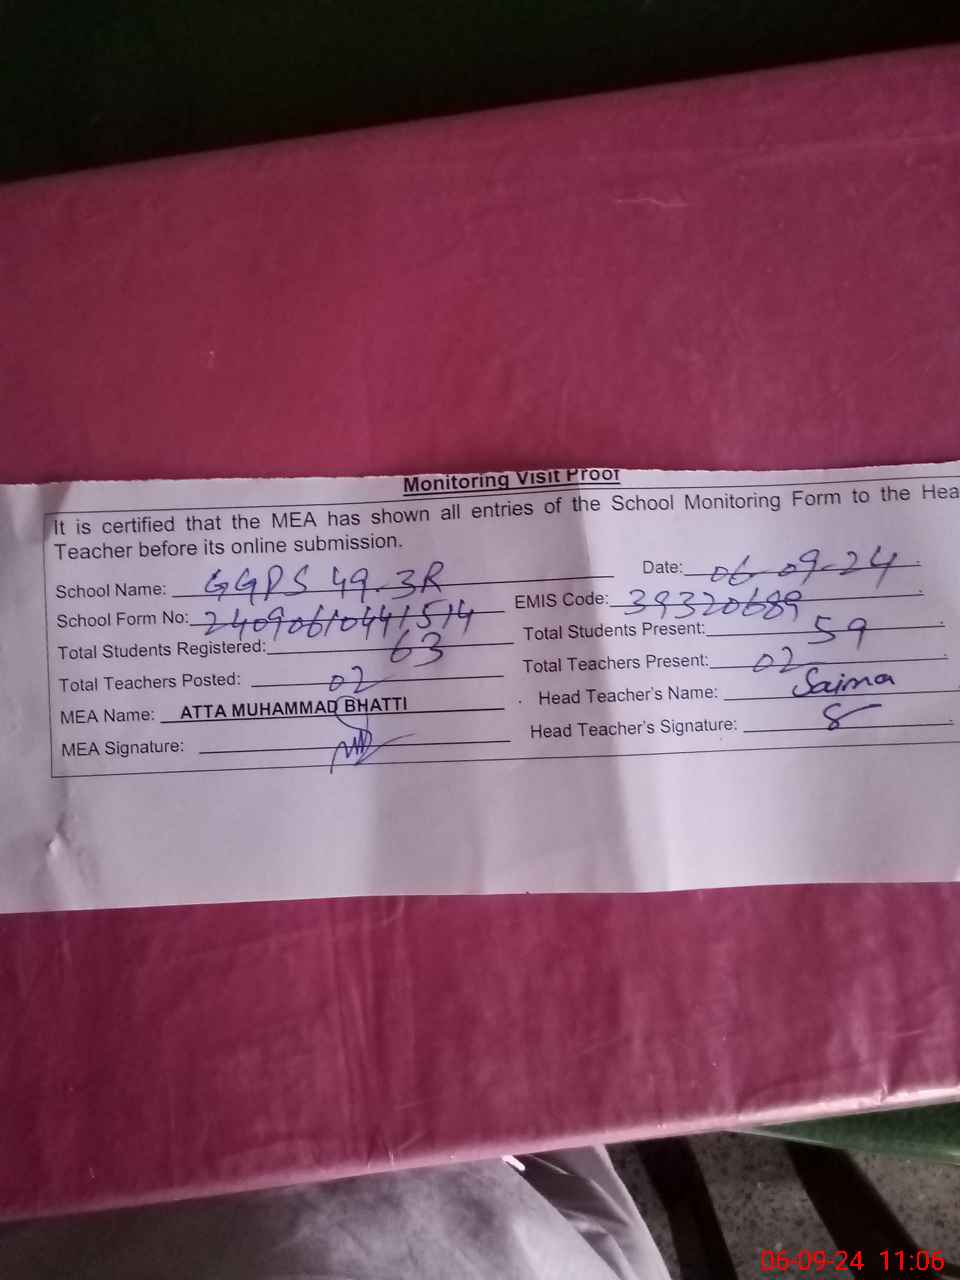 Monitoring Visit Proof
It is certified that the MEA has shown all entries of the School Monitoring Form to the Hea
Teacher before its online submission.
School Name: GGPS 49.3R Date: 06-09-24
School Form No: 24090610441514 EMIS Code: 39320689
Total Students Registered: 63 Total Students Present: 59
Total Teachers Posted: 02 Total Teachers Present: 02
MEA Name: ATTA MUHAMMAD BHATTI Head Teacher's Name: Saima
MEA Signature: Head Teacher's Signature:
06-09-24 11:06